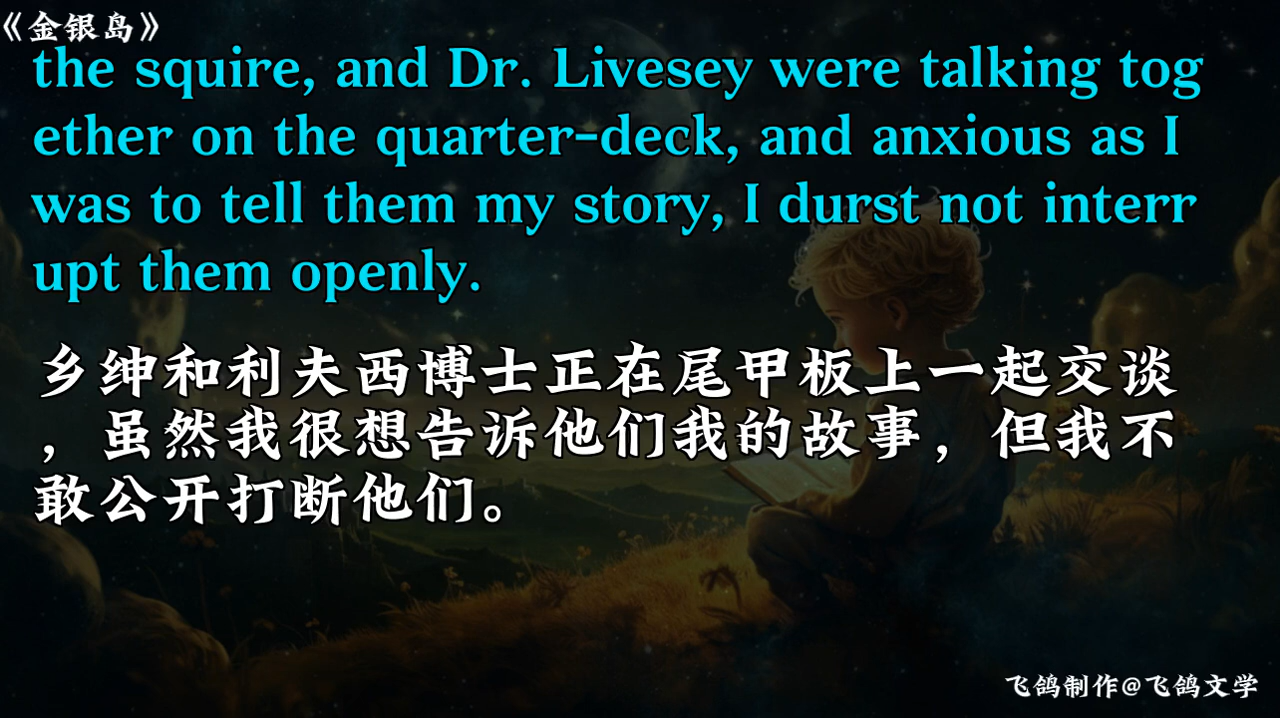 《金银岛》
the squire, and Dr. Livesey were talking tog
ether on the quarter-deck, and anxious as I
was to tell them my story, I durst not interr
upt them openly.
乡绅和利夫西博士正在尾甲板上一起交谈
，虽然我很想告诉他们我的故事，但我不
敢公开打断他们。
飞鸽制作@飞鸽文学